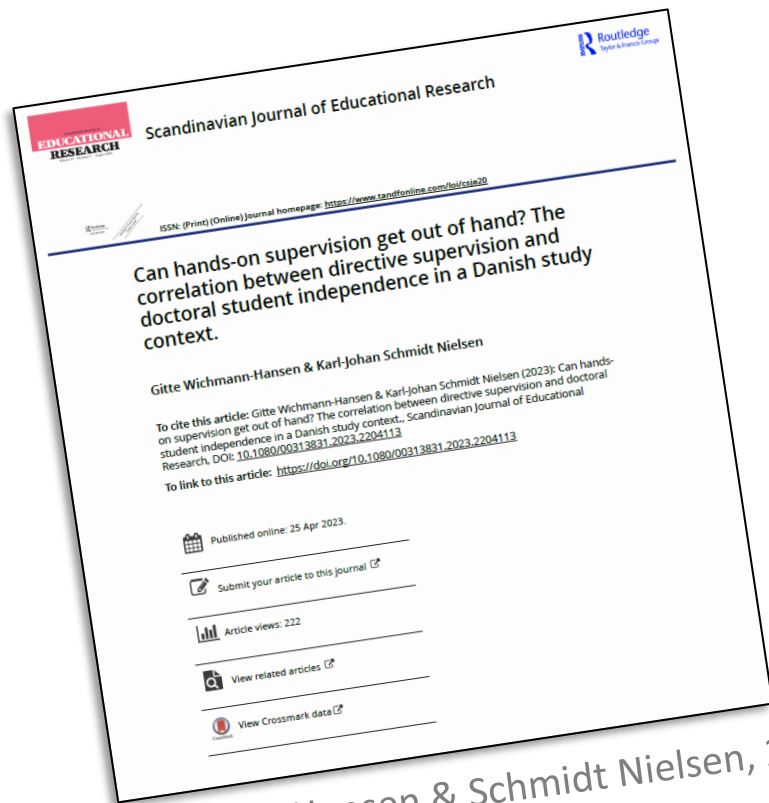 Routledge
Taylor & Francis Group
EDUCATIONAL
RESEARCH
Scandinavian Journal of Educational Research
ISSN: (Print) (Online) Journal homepage: https://www.tandfonline.com/loi/csje20
Can hands-on supervision get out of hand? The
correlation between directive supervision and
doctoral student independence in a Danish study
context.
Gitte Wichmann-Hansen & Karl-Johan Schmidt Nielsen
To cite this article: Gitte Wichmann-Hansen & Karl-Johan Schmidt Nielsen (2023): Can hands-
on supervision get out of hand? The correlation between directive supervision and doctoral
student independence in a Danish study context., Scandinavian Journal of Educational
Research, DOI: 10.1080/00313831.2023.2204113
To link to this article: https://doi.org/10.1080/00313831.2023.2204113
Published online: 25 Apr 2023.
Submit your article to this journal
Article views: 222
View related articles
View Crossmark data
& Schmidt Nielsen,